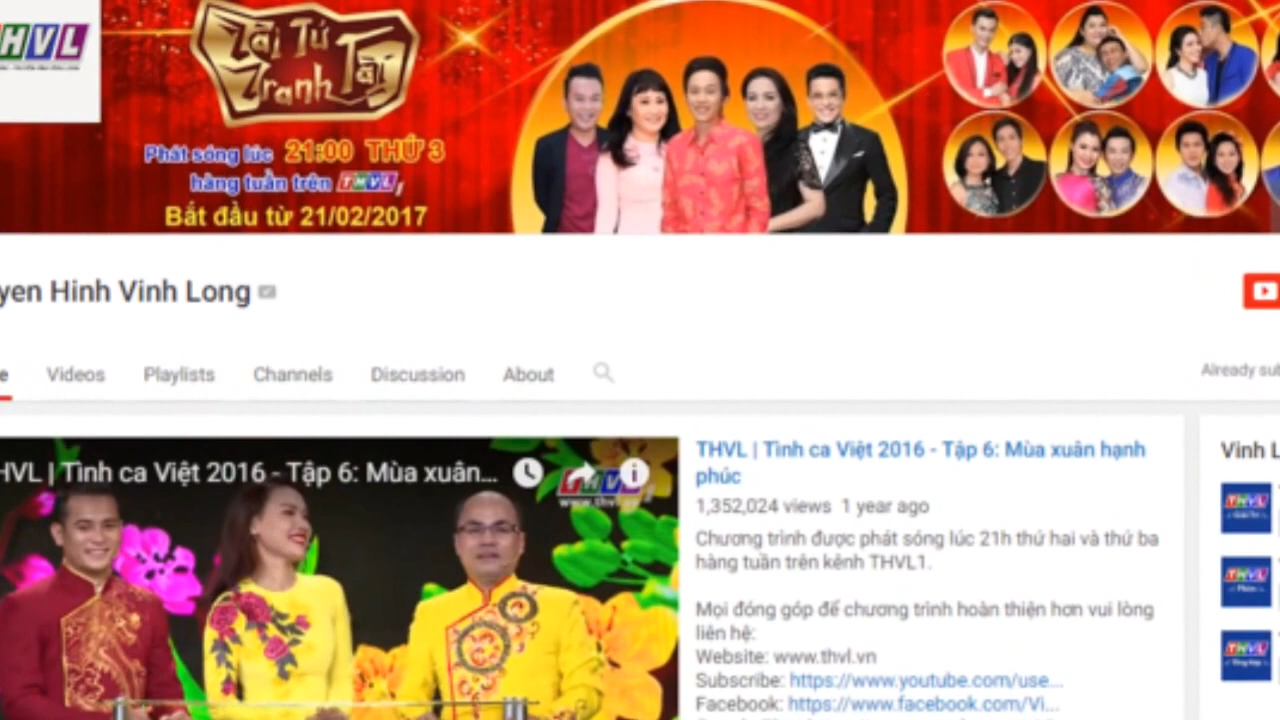 HVL
Tài Tử
Tranh Tài
Phát sóng lúc 21:00 THỨ 3
hàng tuần trên THVL1
Bắt đầu từ 21/02/2017
yen Hinh Vinh Long
e Videos Playlists Channels Discussion About
Already sub
HVL | Tình ca Việt 2016 - Tập 6: Mùa xuân...
THVL
www.thvl.vn
THVL | Tình ca Việt 2016 - Tập 6: Mùa xuân hạnh
phúc
1,352,024 views 1 year ago
Chương trình được phát sóng lúc 21h thứ hai và thứ ba
hàng tuần trên kênh THVL1.
Mọi đóng góp để chương trình hoàn thiện hơn vui lòng
liên hệ:
Website: www.thvl.vn
Subscribe: https://www.youtube.com/use...
Facebook: https://www.facebook.com/Vi...
Vinh L
THVL
THVL
THVL